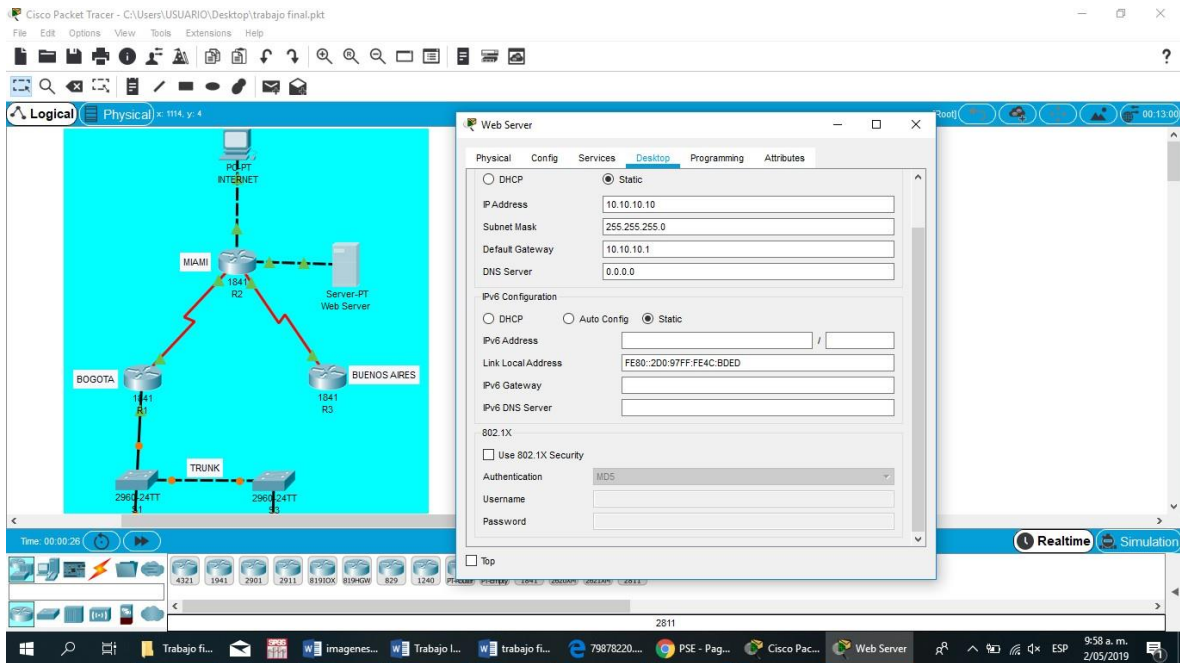 Cisco Packet Tracer - C:\Users\USUARIO\Desktop\trabajo final.pkt
File Edit Options View Tools Extensions Help
?
Logical
Physical
x: 1114, y: 4
[Root]
00:13:00
PC-PT
INTERNET
MIAMI
1841
R2
Server-PT
Web Server
BOGOTA
1841
R1
BUENOS AIRES
1841
R3
TRUNK
2960-24TT
S1
2960-24TT
S3
Web Server
Physical Config Services Desktop Programming Attributes
DHCP Static
IP Address 10.10.10.10
Subnet Mask 255.255.255.0
Default Gateway 10.10.10.1
DNS Server 0.0.0.0
IPv6 Configuration
DHCP Auto Config Static
IPv6 Address /
Link Local Address FE80::2D0:97FF:FE4C:BDED
IPv6 Gateway
IPv6 DNS Server
802.1X
Use 802.1X Security
Authentication MD5
Username
Password
Top
Time: 00:00:26
Realtime Simulation
4321 1941 2901 2911 819IOX 819HGW 829 1240
2811
Trabajo fi... imagenes... Trabajo l... trabajo fi... 79878220.... PSE - Pag... Cisco Pac... Web Server
ESP
9:58 a. m.
2/05/2019